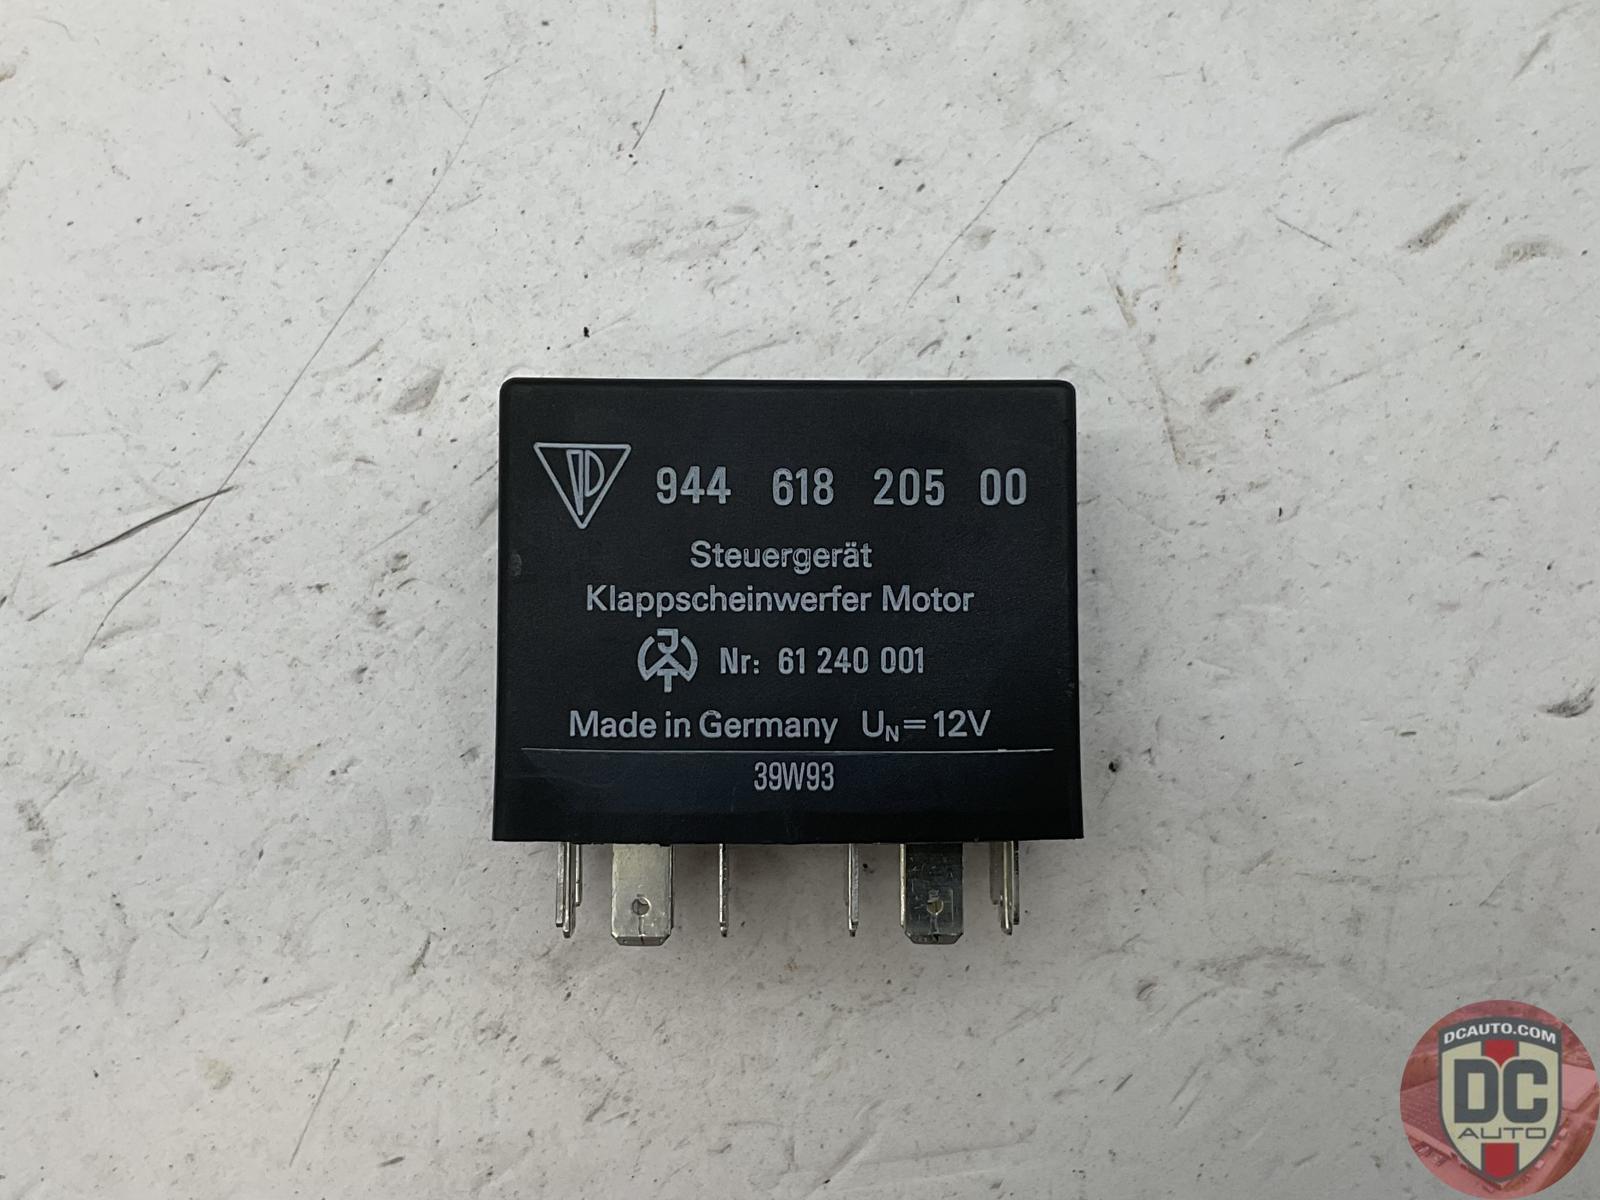 944 618 205 00
Steuergerät
Klappscheinwerfer Motor
Nr: 61 240 001
Made in Germany UN=12V
39W93
DCAUTO.COM
DC
AUTO